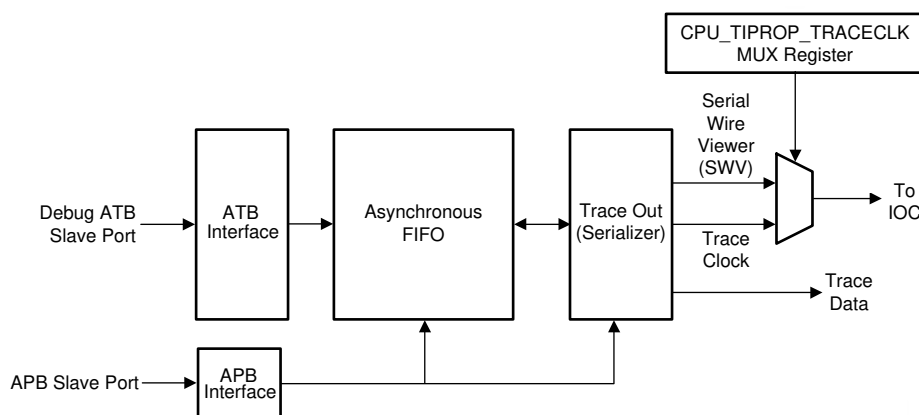 CPU_TIPROP_TRACECLK
MUX Register
Serial
Wire
Viewer
(SWV)
To
IOC
Debug ATB
Slave Port
ATB
Interface
Asynchronous
FIFO
Trace Out
(Serializer)
Trace
Clock
Trace
Data
APB Slave Port
APB
Interface